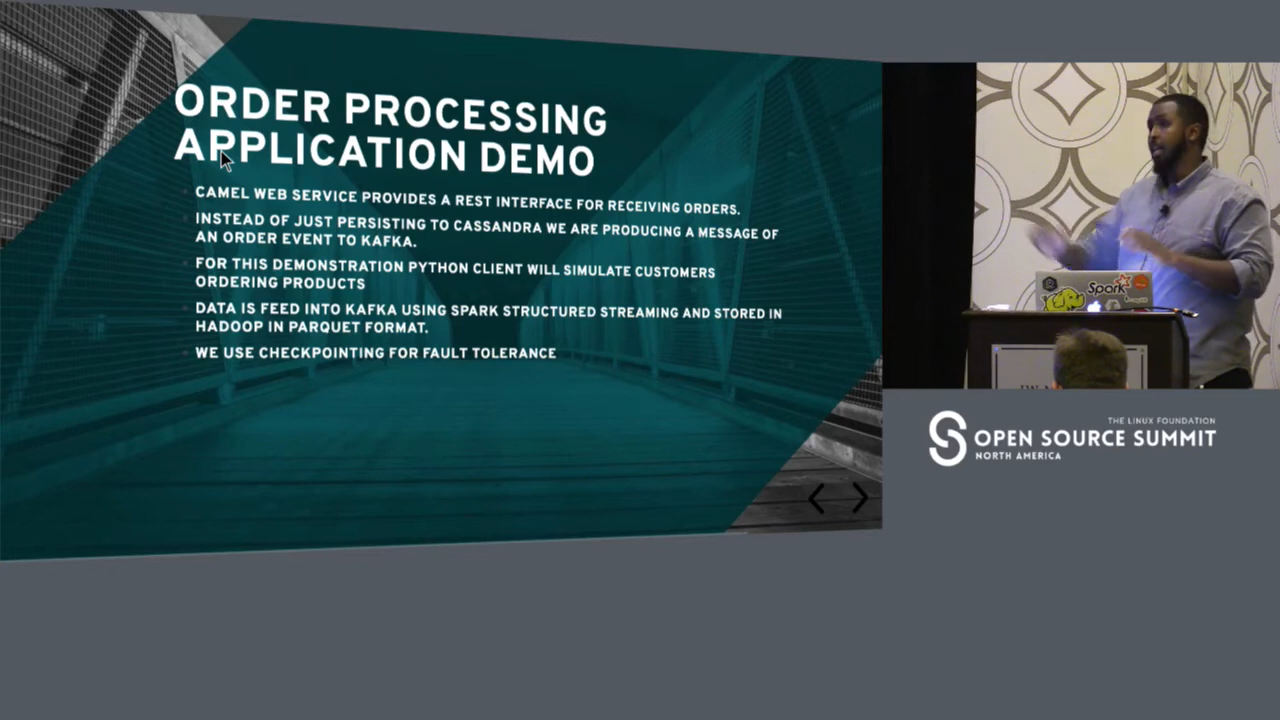 ORDER PROCESSING
APPLICATION DEMO
CAMEL WEB SERVICE PROVIDES A REST INTERFACE FOR RECEIVING ORDERS.
INSTEAD OF JUST PERSISTING TO CASSANDRA WE ARE PRODUCING A MESSAGE OF
AN ORDER EVENT TO KAFKA.
FOR THIS DEMONSTRATION PYTHON CLIENT WILL SIMULATE CUSTOMERS
ORDERING PRODUCTS
DATA IS FEED INTO KAFKA USING SPARK STRUCTURED STREAMING AND STORED IN
HADOOP IN PARQUET FORMAT.
WE USE CHECKPOINTING FOR FAULT TOLERANCE
Spark
THE LINUX FOUNDATION
OPEN SOURCE SUMMIT
NORTH AMERICA